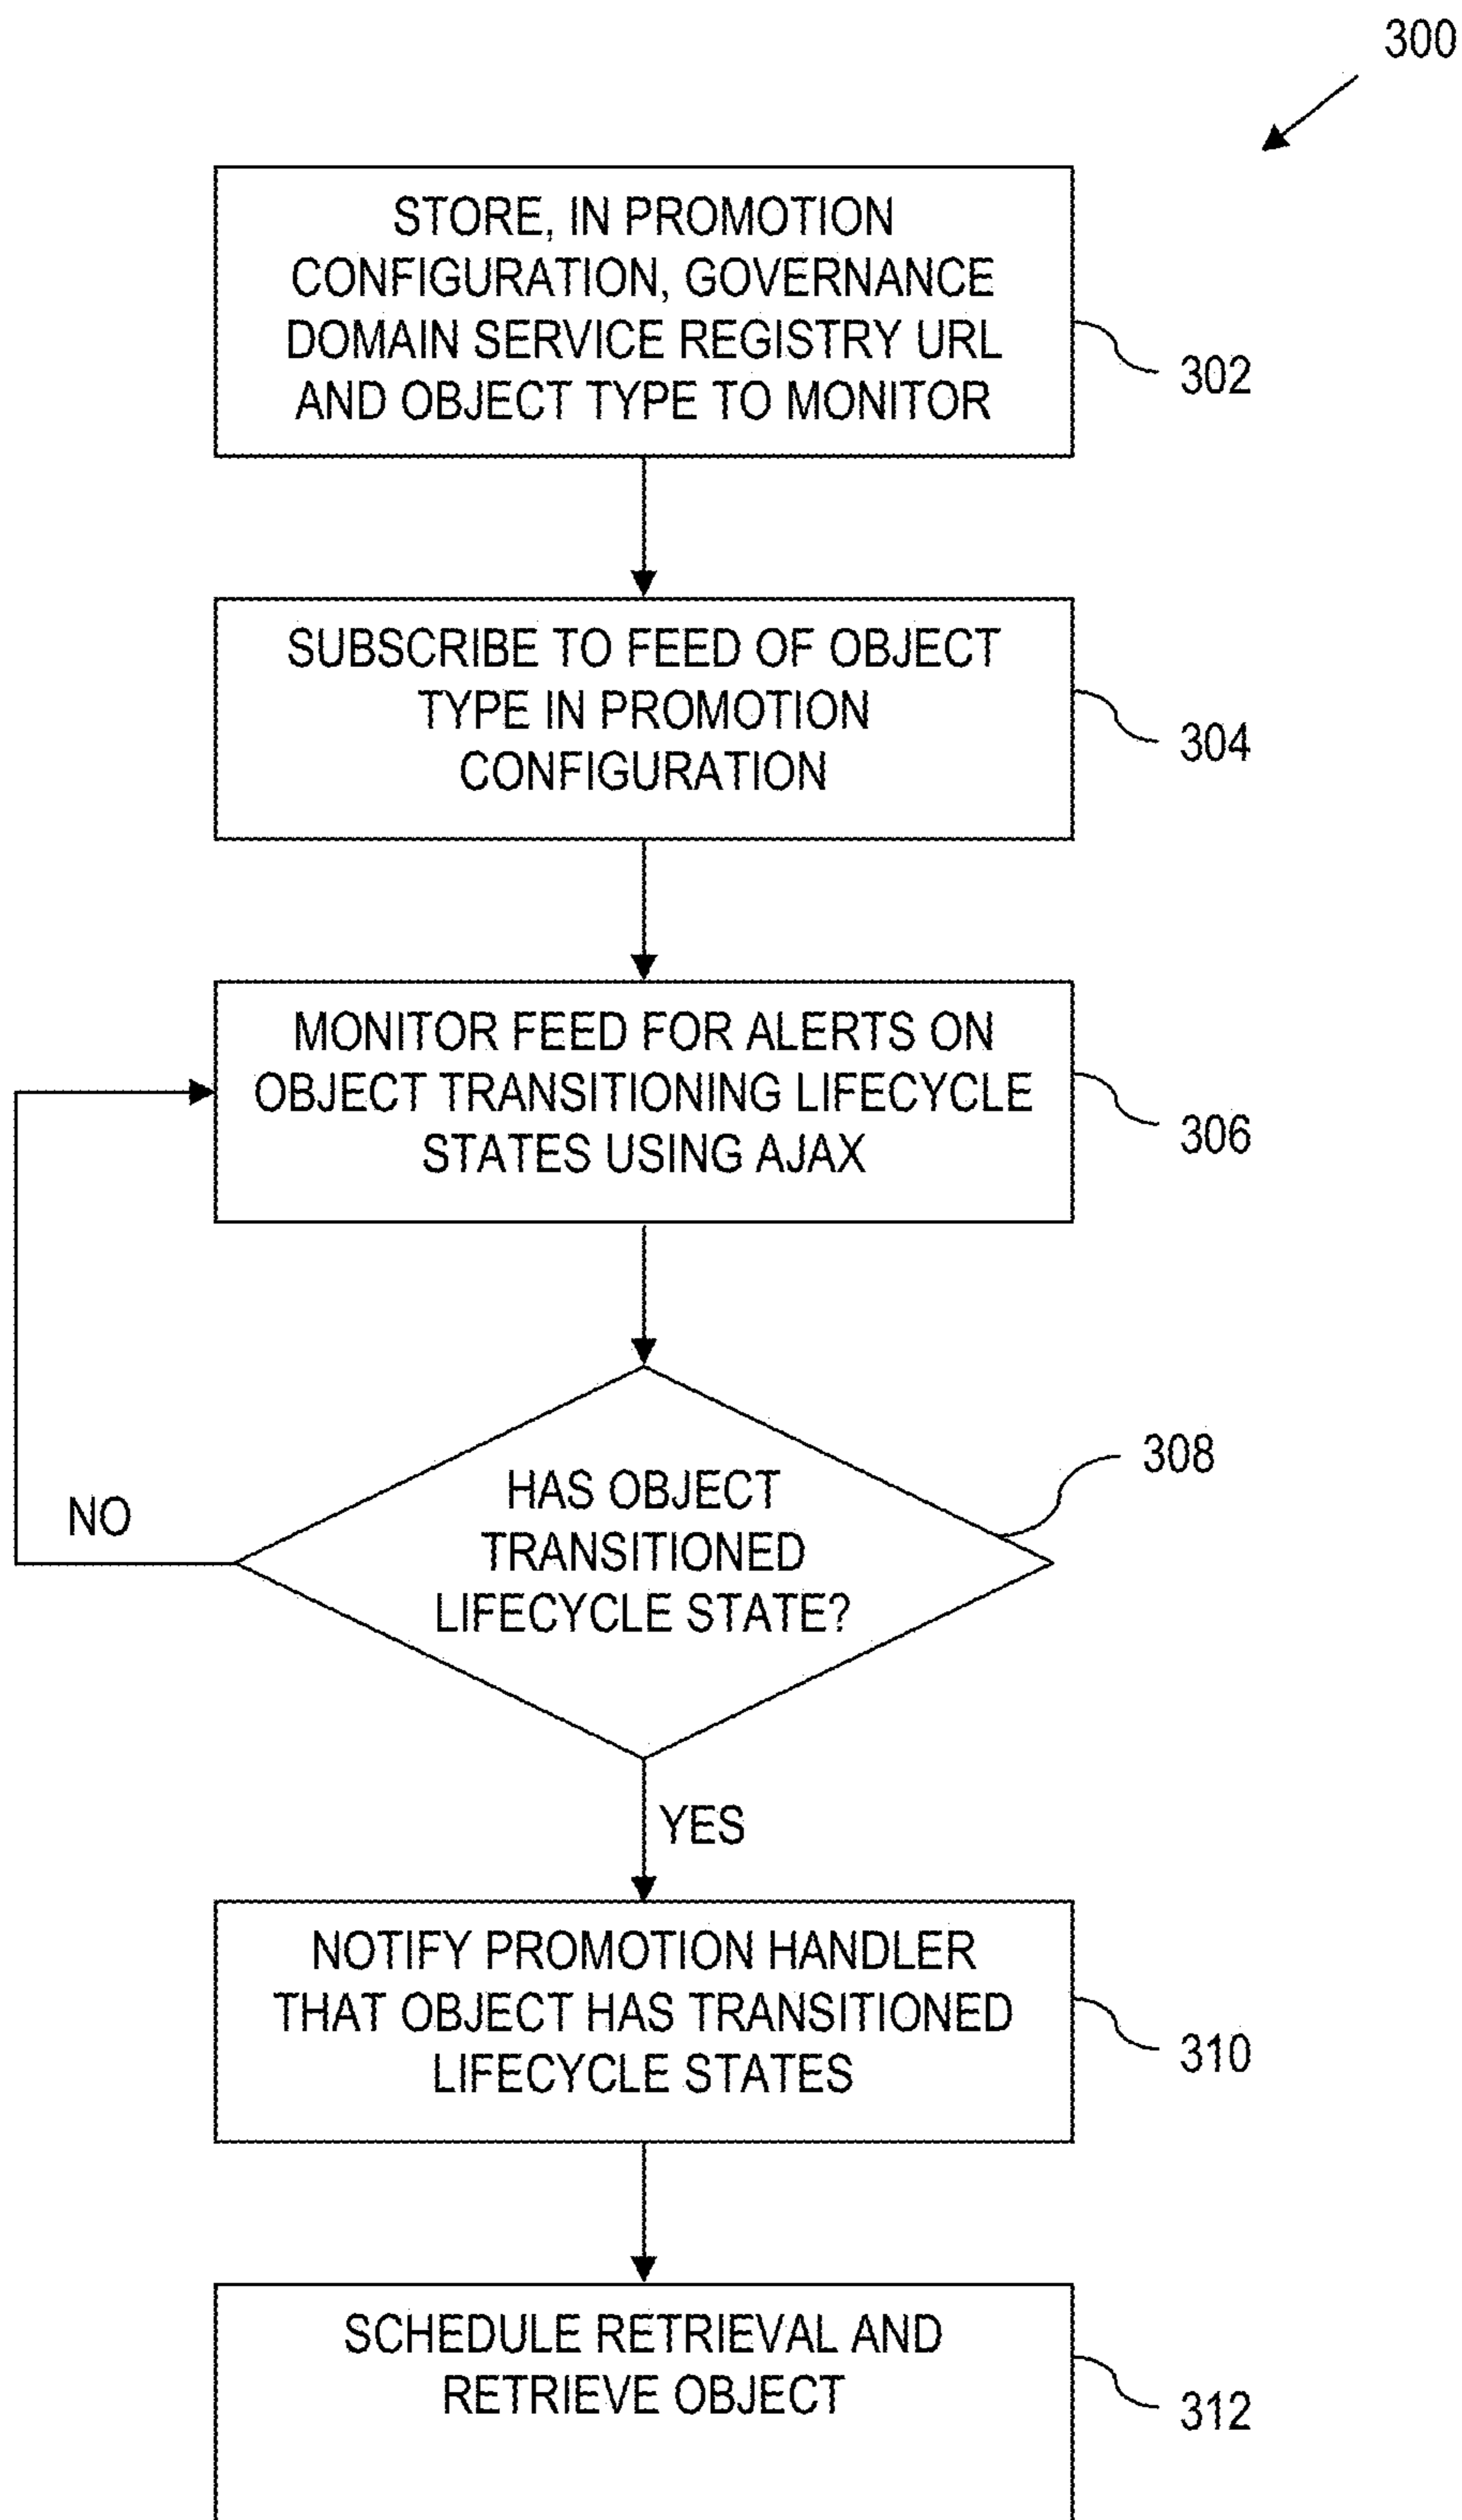 300
STORE, IN PROMOTION
CONFIGURATION, GOVERNANCE
DOMAIN SERVICE REGISTRY URL
AND OBJECT TYPE TO MONITOR
302
SUBSCRIBE TO FEED OF OBJECT
TYPE IN PROMOTION
CONFIGURATION
304
MONITOR FEED FOR ALERTS ON
OBJECT TRANSITIONING LIFECYCLE
STATES USING AJAX
306
HAS OBJECT
TRANSITIONED
LIFECYCLE STATE?
308
NO
YES
NOTIFY PROMOTION HANDLER
THAT OBJECT HAS TRANSITIONED
LIFECYCLE STATES
310
SCHEDULE RETRIEVAL AND
RETRIEVE OBJECT
312